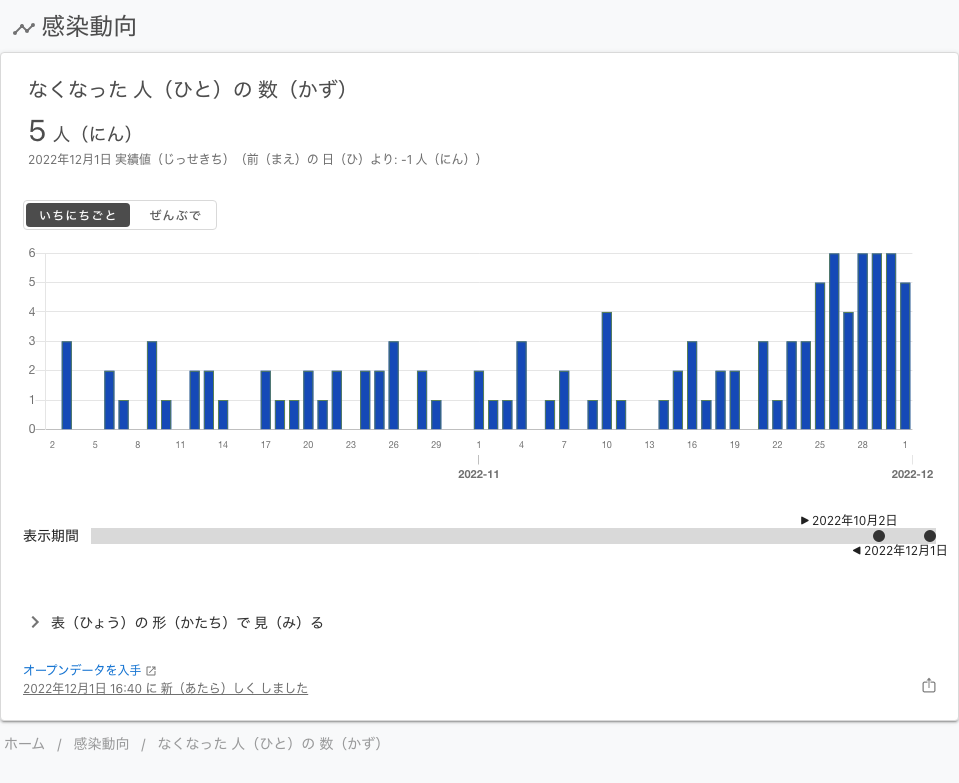 感染動向
なくなった 人（ひと）の 数（かず）
5 人（にん）
2022年12月1日 実績値（じっせきち）（前（まえ）の 日（ひ）より: -1 人（にん））
いちにちごと ぜんぶで
6
5
4
3
2
1
0
2 5 8 11 14 17 20 23 26 29 1 4 7 10 13 16 19 22 25 28 1
2022-11 2022-12
▶ 2022年10月2日
表示期間
◀ 2022年12月1日
表（ひょう）の 形（かたち）で 見（み）る
オープンデータを入手
2022年12月1日 16:40 に 新（あたら）しく しました
ホーム / 感染動向 / なくなった 人（ひと）の 数（かず）